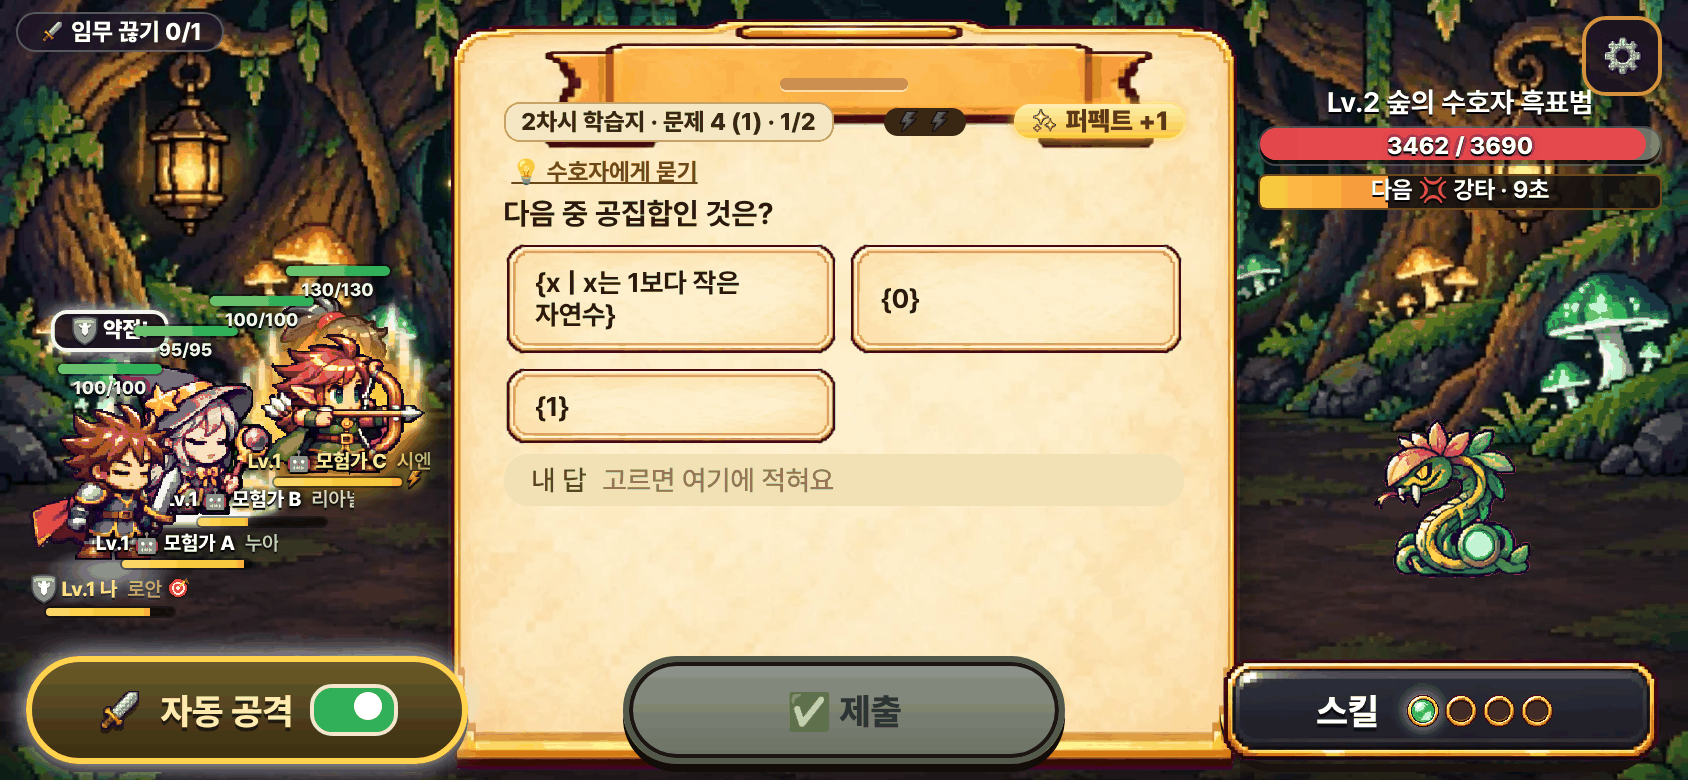 임무 끊기 0/1
2차시 학습지 · 문제 4 (1) · 1/2
퍼펙트 +1
수호자에게 묻기
다음 중 공집합인 것은?
{x | x는 1보다 작은
자연수}
{0}
{1}
내 답 고르면 여기에 적혀요
제출
Lv.2 숲의 수호자 흑표범
3462 / 3690
다음 강타 · 9초
130/130
100/100
95/95
100/100
Lv.1 모험가 C 시엔
Lv.1 모험가 B
Lv.1 모험가 A 누아
Lv.1 나 로안
자동 공격
스킬